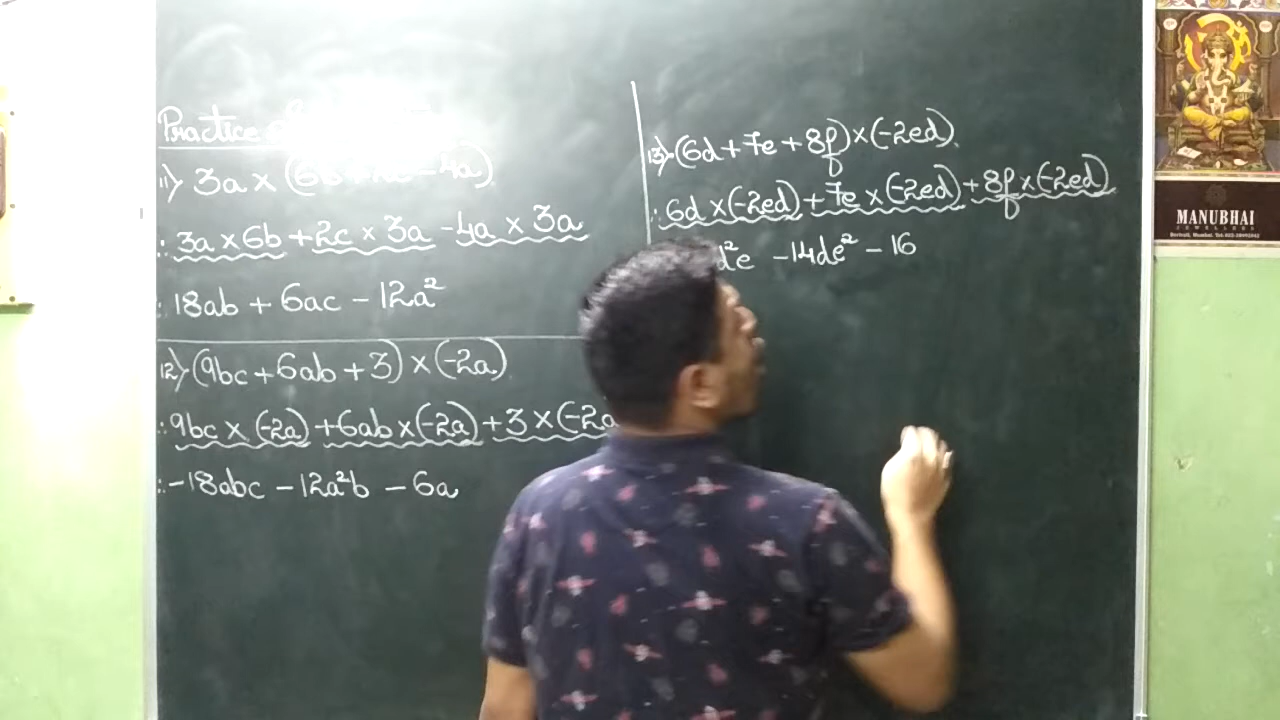 Practice
11) 3a × (6b + 2c - 4a)
∴ 3a × 6b + 2c × 3a - 4a × 3a
∴ 18ab + 6ac - 12a²
12) (9bc + 6ab + 3) × (-2a)
∴ 9bc × (-2a) + 6ab × (-2a) + 3 × (-2a
∴ -18abc - 12a²b - 6a
13) (6d + 7e + 8f) × (-2ed)
∴ 6d × (-2ed) + 7e × (-2ed) + 8f × (-2ed)
d²e - 14de² - 16
MANUBHAI
JEWELLERS